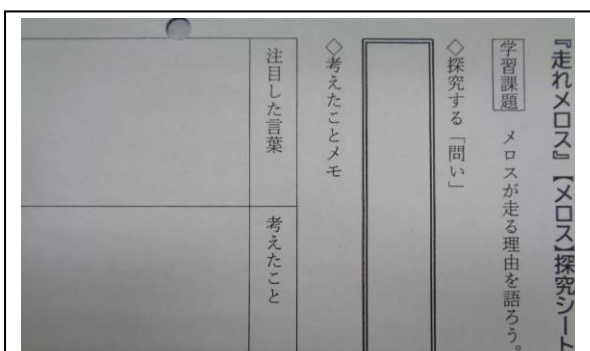 『走れメロス』【メロス】探究シート
学習課題 メロスが走る理由を語ろう。
◇探究する「問い」
◇考えたことメモ
注目した言葉
考えたこと